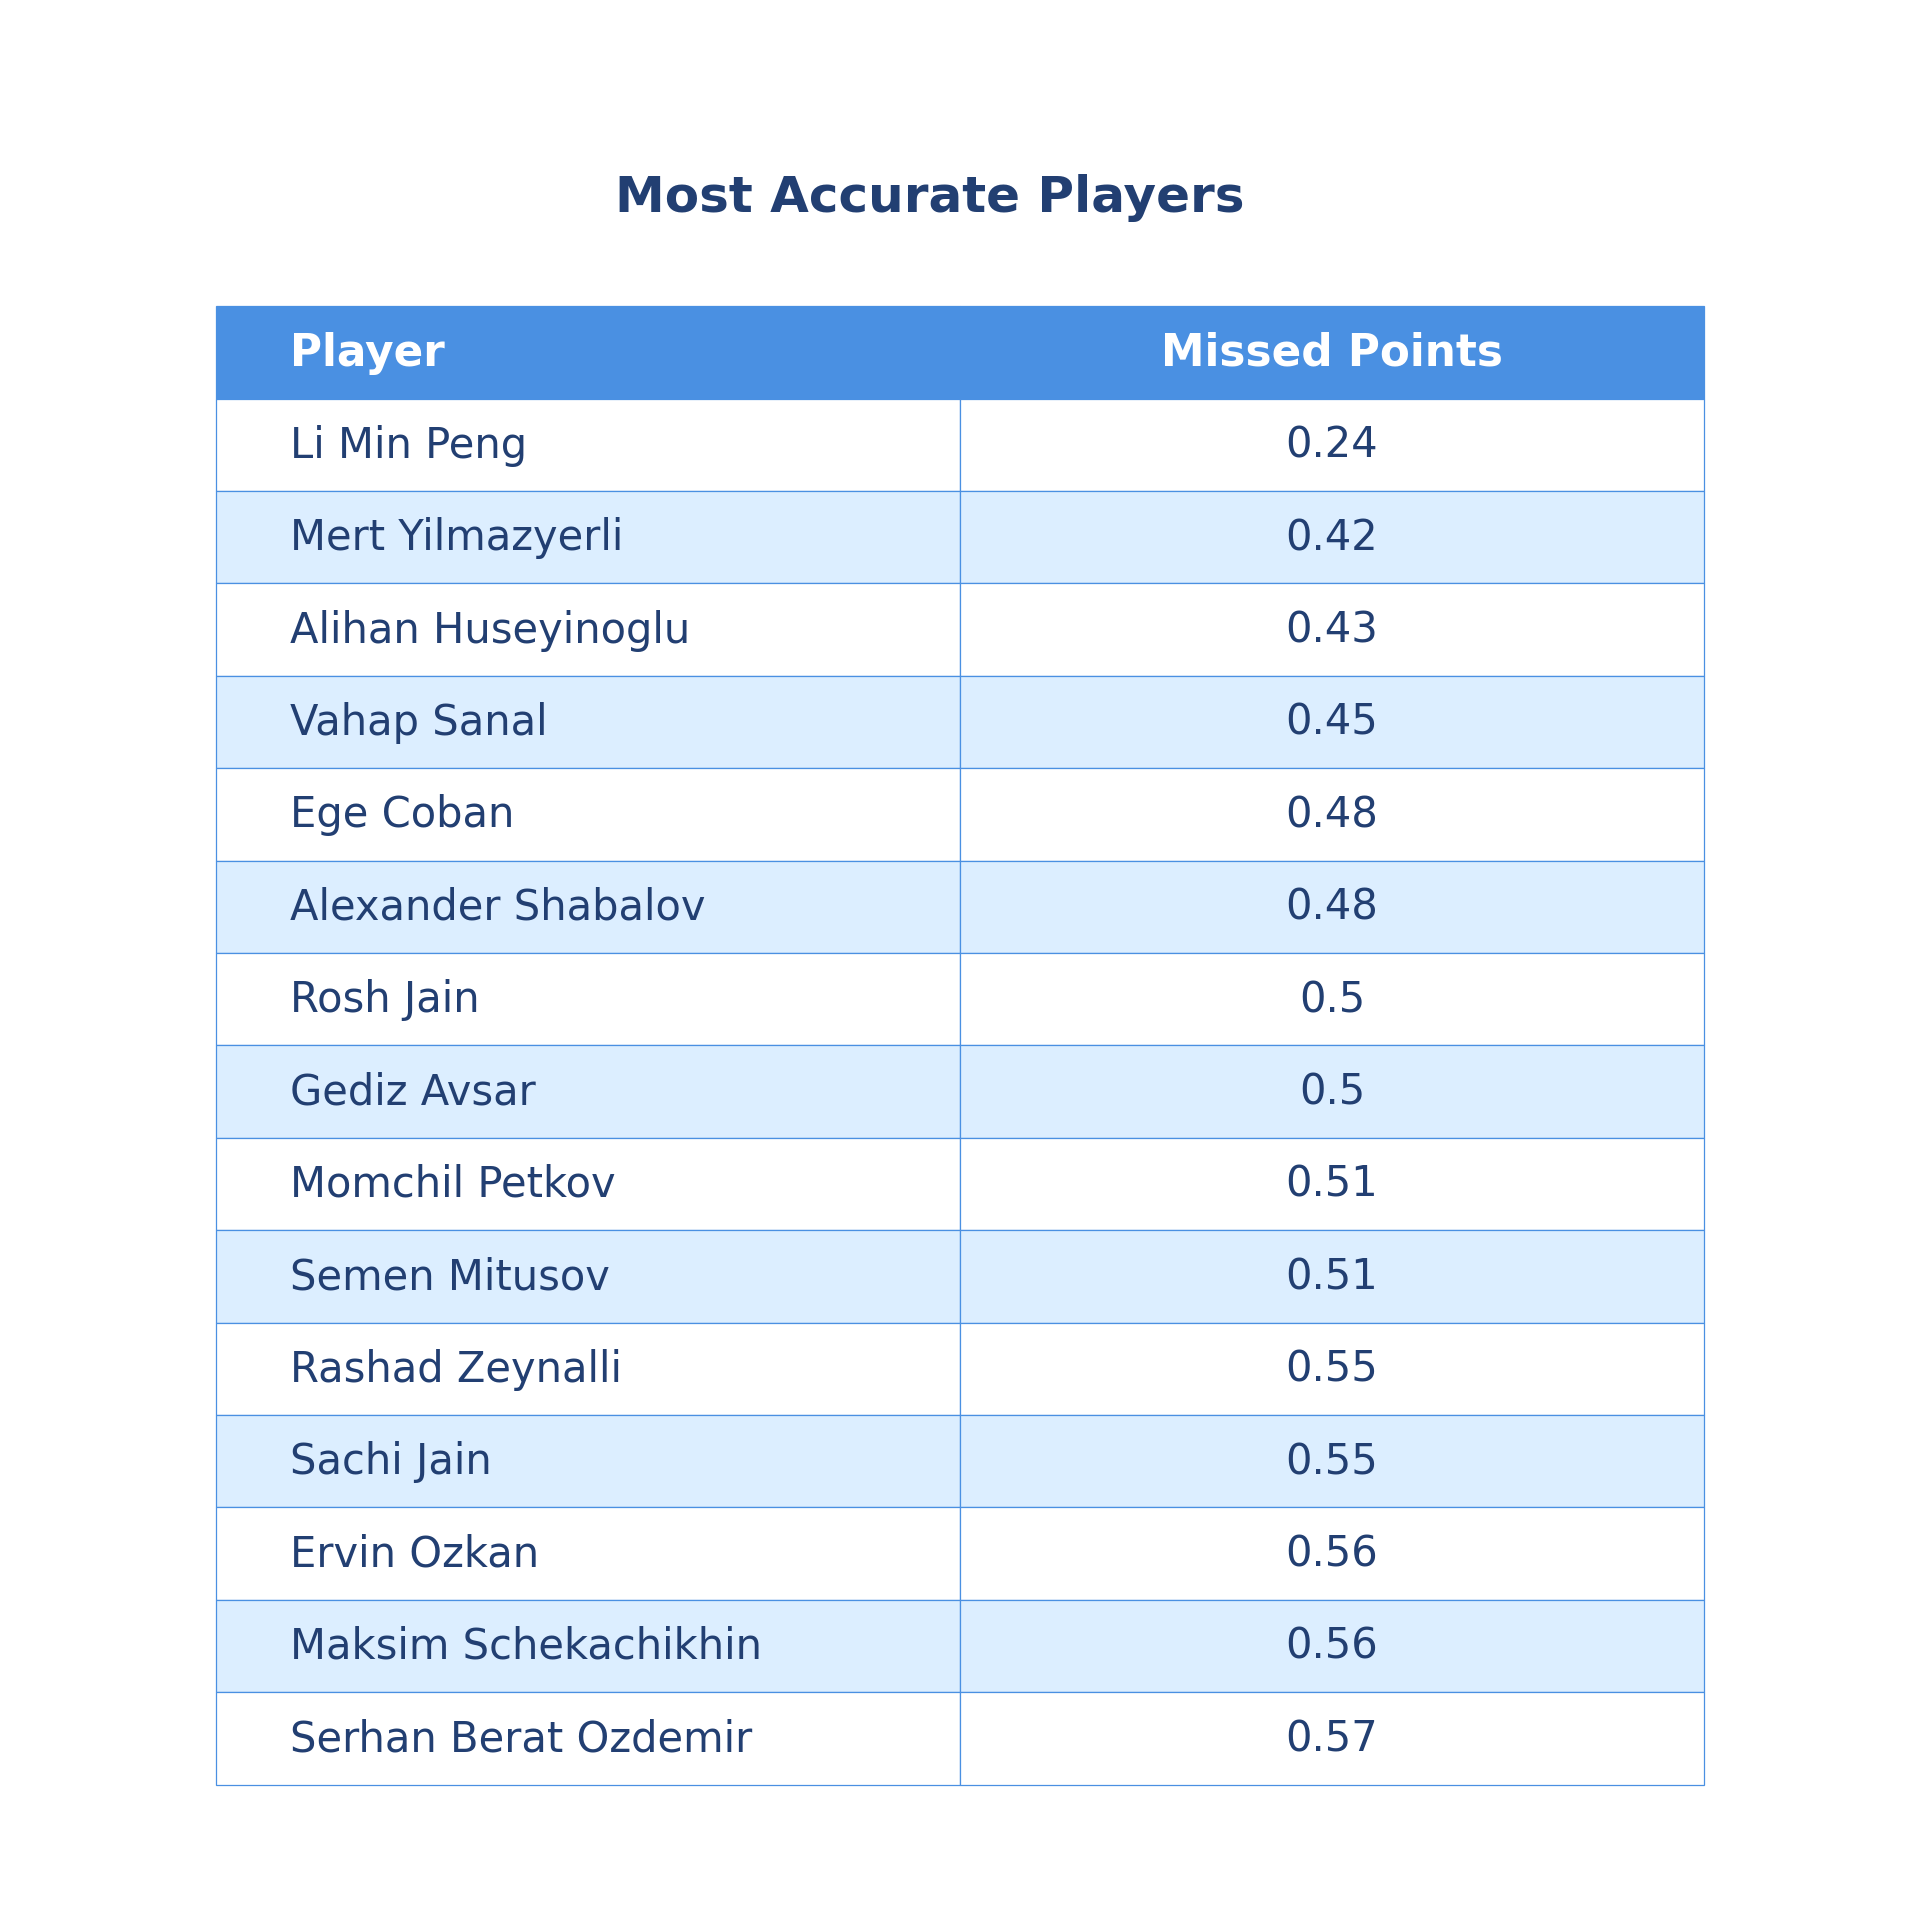 Most Accurate Players
Player Missed Points
Li Min Peng 0.24
Mert Yilmazyerli 0.42
Alihan Huseyinoglu 0.43
Vahap Sanal 0.45
Ege Coban 0.48
Alexander Shabalov 0.48
Rosh Jain 0.5
Gediz Avsar 0.5
Momchil Petkov 0.51
Semen Mitusov 0.51
Rashad Zeynalli 0.55
Sachi Jain 0.55
Ervin Ozkan 0.56
Maksim Schekachikhin 0.56
Serhan Berat Ozdemir 0.57